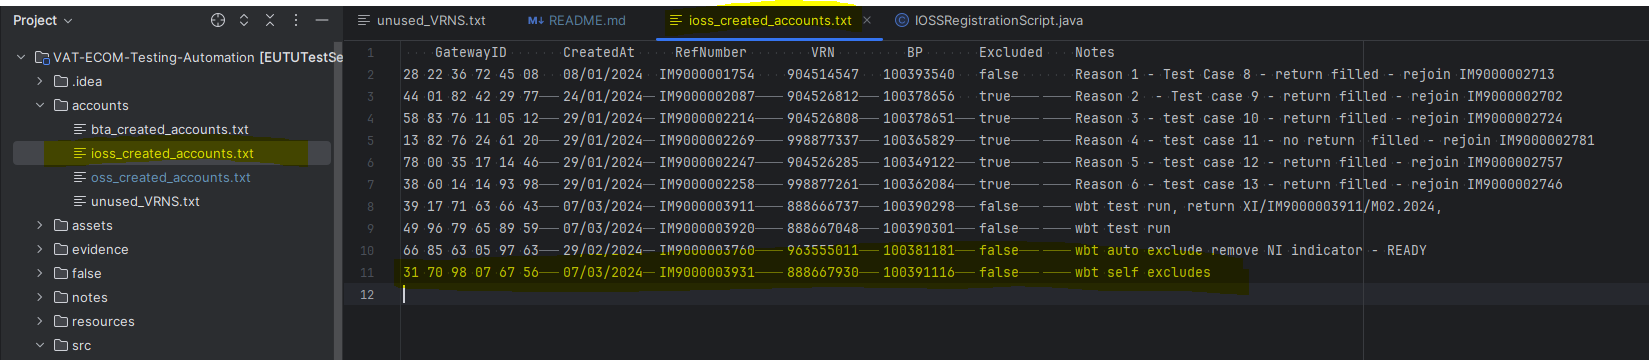 Project
unused_VRNS.txt
README.md
ioss_created_accounts.txt
IOSSRegistrationScript.java
VAT-ECOM-Testing-Automation [EUTUTestSe
.idea
accounts
bta_created_accounts.txt
ioss_created_accounts.txt
oss_created_accounts.txt
unused_VRNS.txt
assets
evidence
false
notes
resources
src
1 GatewayID CreatedAt RefNumber VRN BP Excluded Notes
2 28 22 36 72 45 08 08/01/2024 IM9000001754 904514547 100393540 false Reason 1 - Test Case 8 - return filled - rejoin IM9000002713
3 44 01 82 42 29 77 24/01/2024 IM9000002087 904526812 100378656 true Reason 2 - Test case 9 - return filled - rejoin IM9000002702
4 58 83 76 11 05 12 29/01/2024 IM9000002214 904526808 100378651 true Reason 3 - test case 10 - return filled - rejoin IM9000002724
5 13 82 76 24 61 20 29/01/2024 IM9000002269 998877337 100365829 true Reason 4 - test case 11 - no return filled - rejoin IM9000002781
6 78 00 35 17 14 46 29/01/2024 IM9000002247 904526285 100349122 true Reason 5 - test case 12 - return filled - rejoin IM9000002757
7 38 60 14 14 93 98 29/01/2024 IM9000002258 998877261 100362084 true Reason 6 - test case 13 - return filled - rejoin IM9000002746
8 39 17 71 63 66 43 07/03/2024 IM9000003911 888666737 100390298 false wbt test run, return XI/IM9000003911/M02.2024,
9 49 96 79 65 89 59 07/03/2024 IM9000003920 888667048 100390301 false wbt test run
10 66 85 63 05 97 63 29/02/2024 IM9000003760 963555011 100381181 false wbt auto exclude remove NI indicator - READY
11 31 70 98 07 67 56 07/03/2024 IM9000003931 888667930 100391116 false wbt self excludes
12